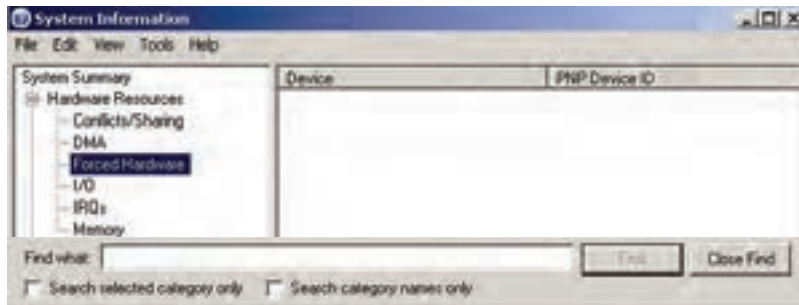 System Information
File Edit View Tools Help
System Summary
Hardware Resources
Conflicts/Sharing
DMA
Forced Hardware
I/O
IRQs
Memory
Device PNP Device ID
Find what:
Find Close Find
Search selected category only Search category names only